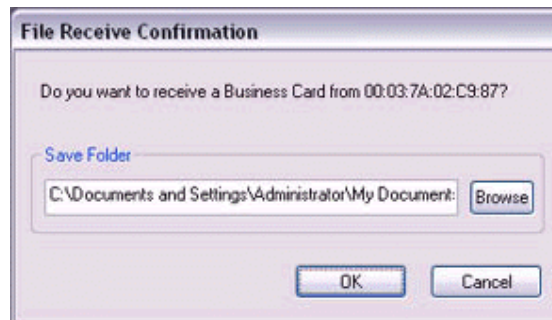 File Receive Confirmation
Do you want to receive a Business Card from 00:03:7A:02:C9:87?
Save Folder
C:\Documents and Settings\Administrator\My Document:
Browse
OK
Cancel